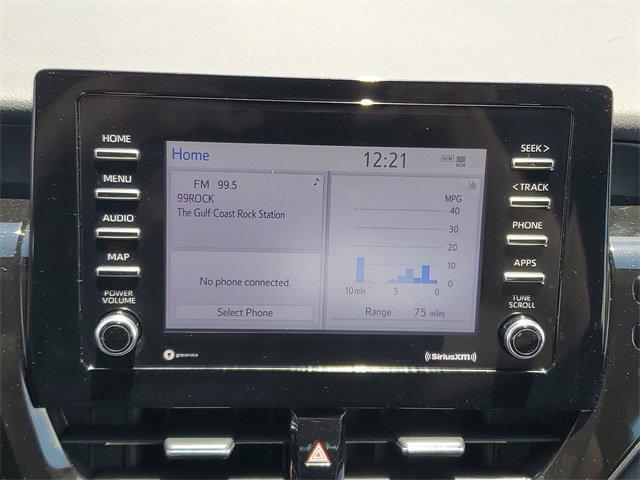 HOME
MENU
AUDIO
MAP
POWER
VOLUME
Home
12:21
DCM
DCM
FM 99.5
99ROCK
The Gulf Coast Rock Station
No phone connected.
Select Phone
MPG
40
30
20
10
0
10 min 5 0
Range 75 miles
SEEK >
< TRACK
PHONE
APPS
TUNE
SCROLL
gracenote
((SiriusXM))